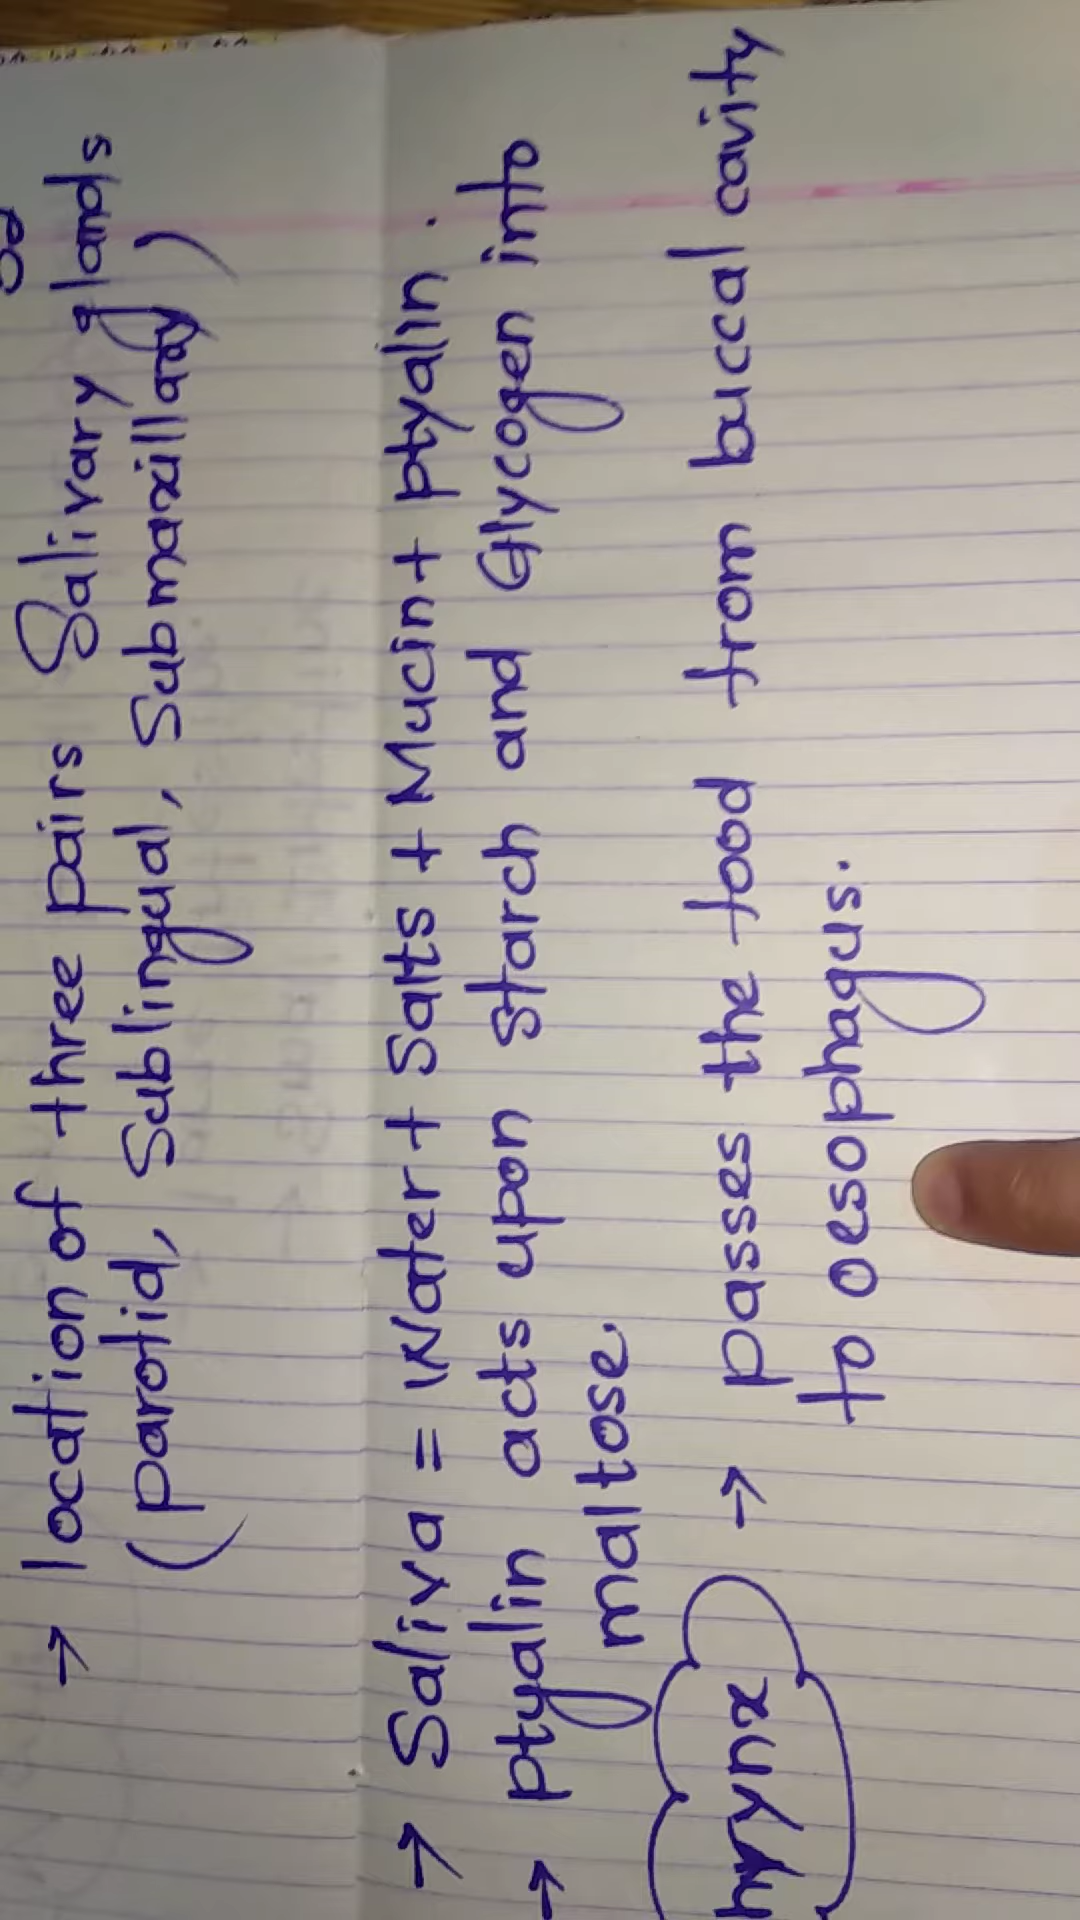 → location of three pairs Salivary glands
(parotid, Sublingual, Submaxillary)
→ Saliva = Water + Salts + Mucin + ptyalin.
→ ptyalin acts upon starch and Glycogen into
maltose.
→ passes the food from buccal cavity
to oesophagus.